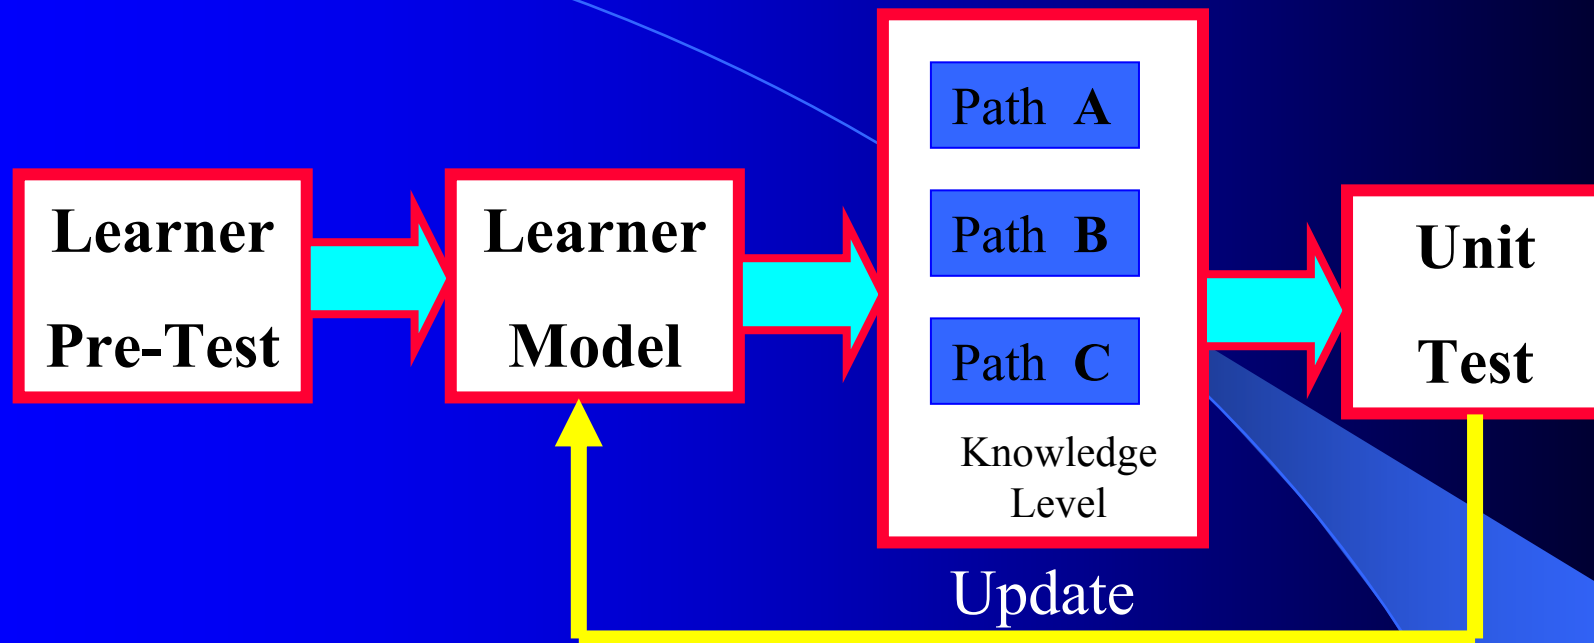 Learner
Pre-Test
Learner
Model
Path A
Path B
Path C
Knowledge
Level
Unit
Test
Update